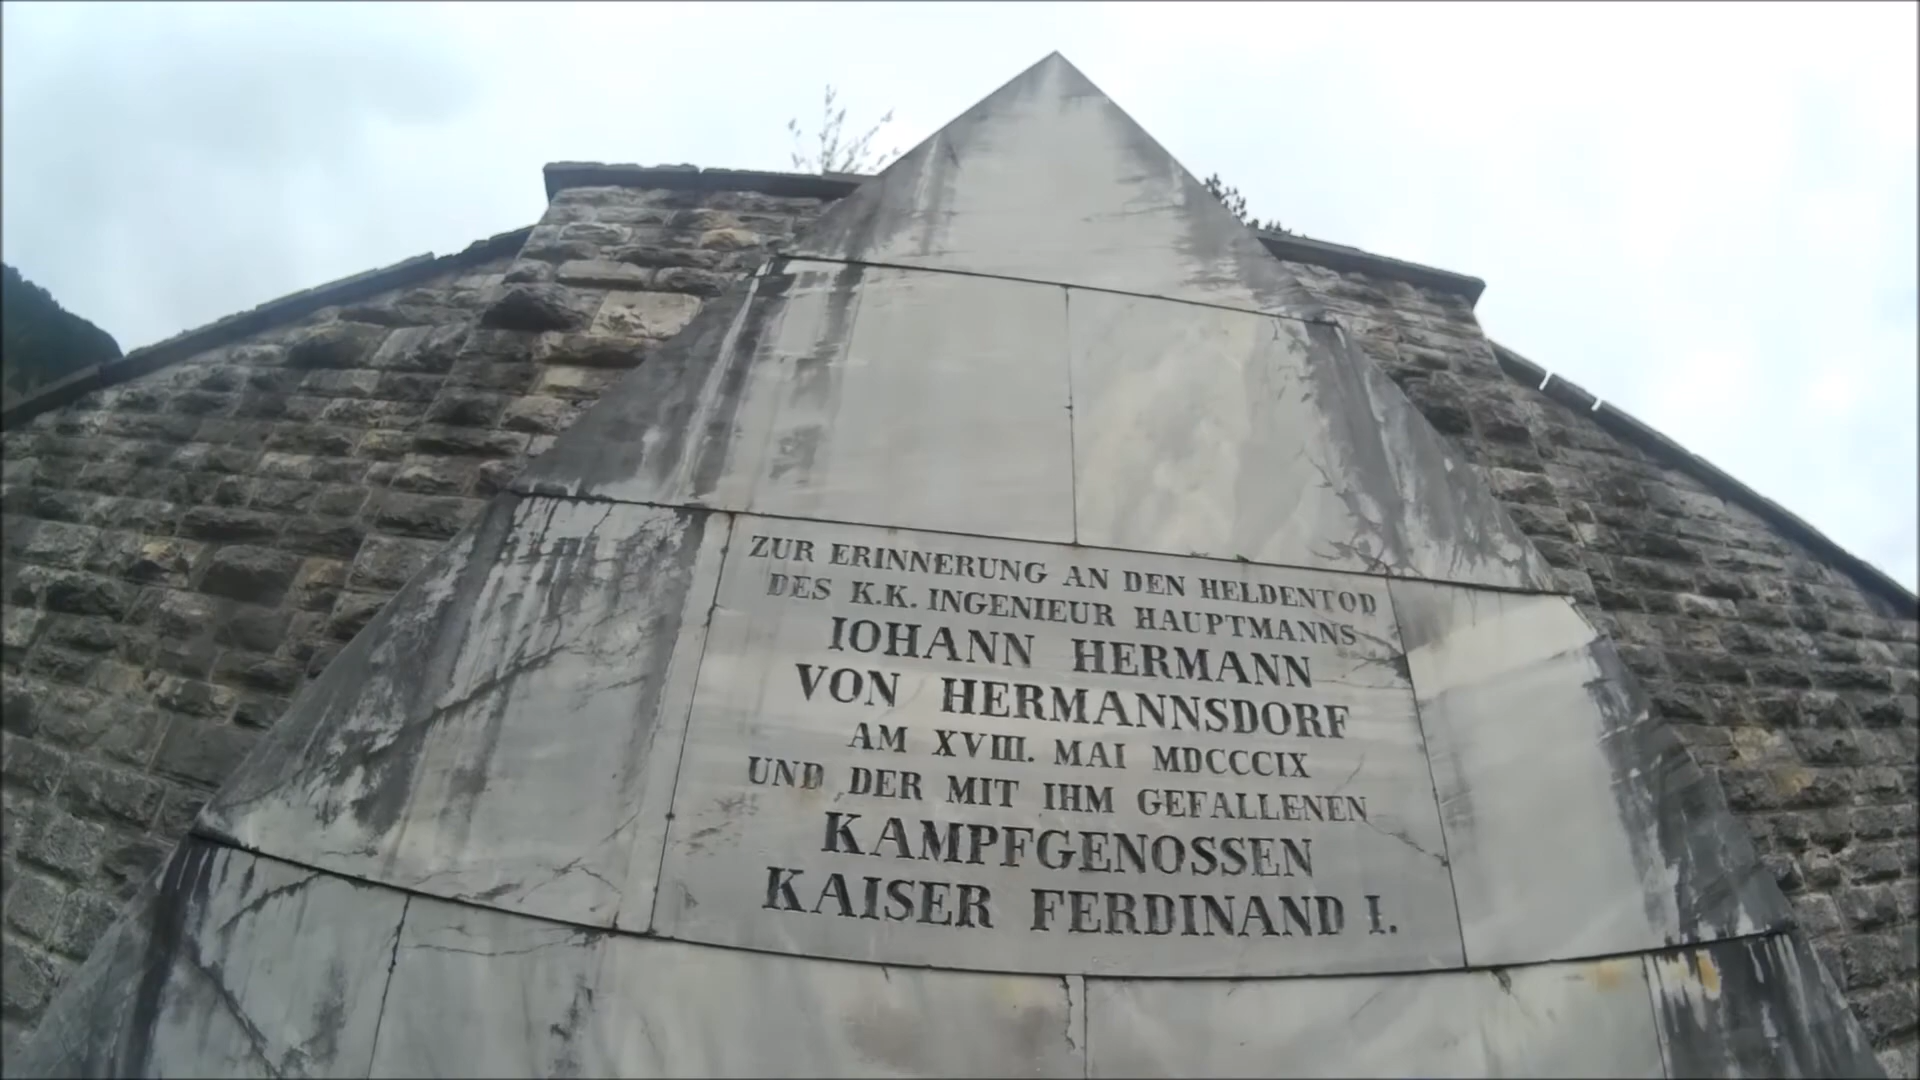 ZUR ERINNERUNG AN DEN HELDENTOD
DES K.K. INGENIEUR HAUPTMANNS
IOHANN HERMANN
VON HERMANNSDORF
AM XVIII. MAI MDCCCIX
UND DER MIT IHM GEFALLENEN
KAMPFGENOSSEN
KAISER FERDINAND I.